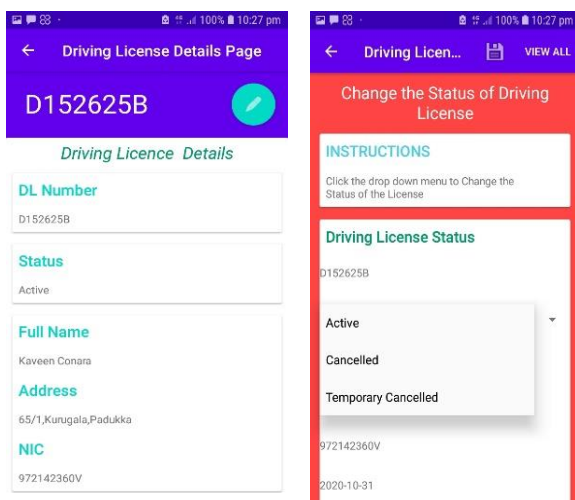 100% 10:27 pm
Driving License Details Page
D152625B
Driving Licence Details
DL Number
D152625B
Status
Active
Full Name
Kaveen Conara
Address
65/1,Kurugala,Padukka
NIC
972142360V
100% 10:27 pm
Driving Licen... VIEW ALL
Change the Status of Driving
License
INSTRUCTIONS
Click the drop down menu to Change the
Status of the License
Driving License Status
D152625B
Active
Cancelled
Temporary Cancelled
972142360V
2020-10-31